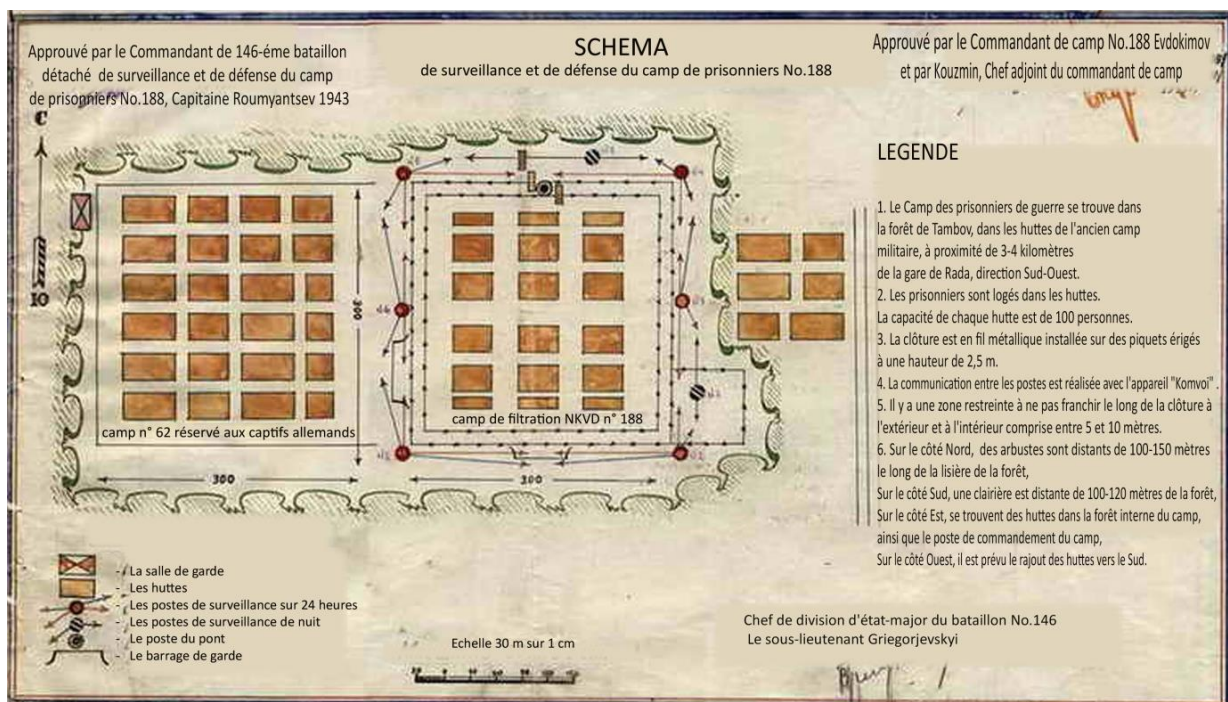 Approuvé par le Commandant de 146-éme bataillon
détaché de surveillance et de défense du camp
de prisonniers No.188, Capitaine Roumyantsev 1943
SCHEMA
de surveillance et de défense du camp de prisonniers No.188
Approuvé par le Commandant de camp No.188 Evdokimov
et par Kouzmin, Chef adjoint du commandant de camp
С
Ю
300
camp n° 62 réservé aux captifs allemands
camp de filtration NKVD n° 188
300
300
LEGENDE
1. Le Camp des prisonniers de guerre se trouve dans
la forêt de Tambov, dans les huttes de l'ancien camp
militaire, à proximité de 3-4 kilomètres
de la gare de Rada, direction Sud-Ouest.
2. Les prisonniers sont logés dans les huttes.
La capacité de chaque hutte est de 100 personnes.
3. La clôture est en fil métallique installée sur des piquets érigés
à une hauteur de 2,5 m.
4. La communication entre les postes est réalisée avec l'appareil "Komvoi" .
5. Il y a une zone restreinte à ne pas franchir le long de la clôture à
l'extérieur et à l'intérieur comprise entre 5 et 10 mètres.
6. Sur le côté Nord, des arbustes sont distants de 100-150 mètres
le long de la lisière de la forêt,
Sur le côté Sud, une clairière est distante de 100-120 mètres de la forêt,
Sur le côté Est, se trouvent des huttes dans la forêt interne du camp,
ainsi que le poste de commandement du camp,
Sur le côté Ouest, il est prévu le rajout des huttes vers le Sud.
- La salle de garde
- Les huttes
- Les postes de surveillance sur 24 heures
- Les postes de surveillance de nuit
- Le poste du pont
- Le barrage de garde
Echelle 30 m sur 1 cm
Chef de division d'état-major du bataillon No.146
Le sous-lieutenant Griegorjevskyi